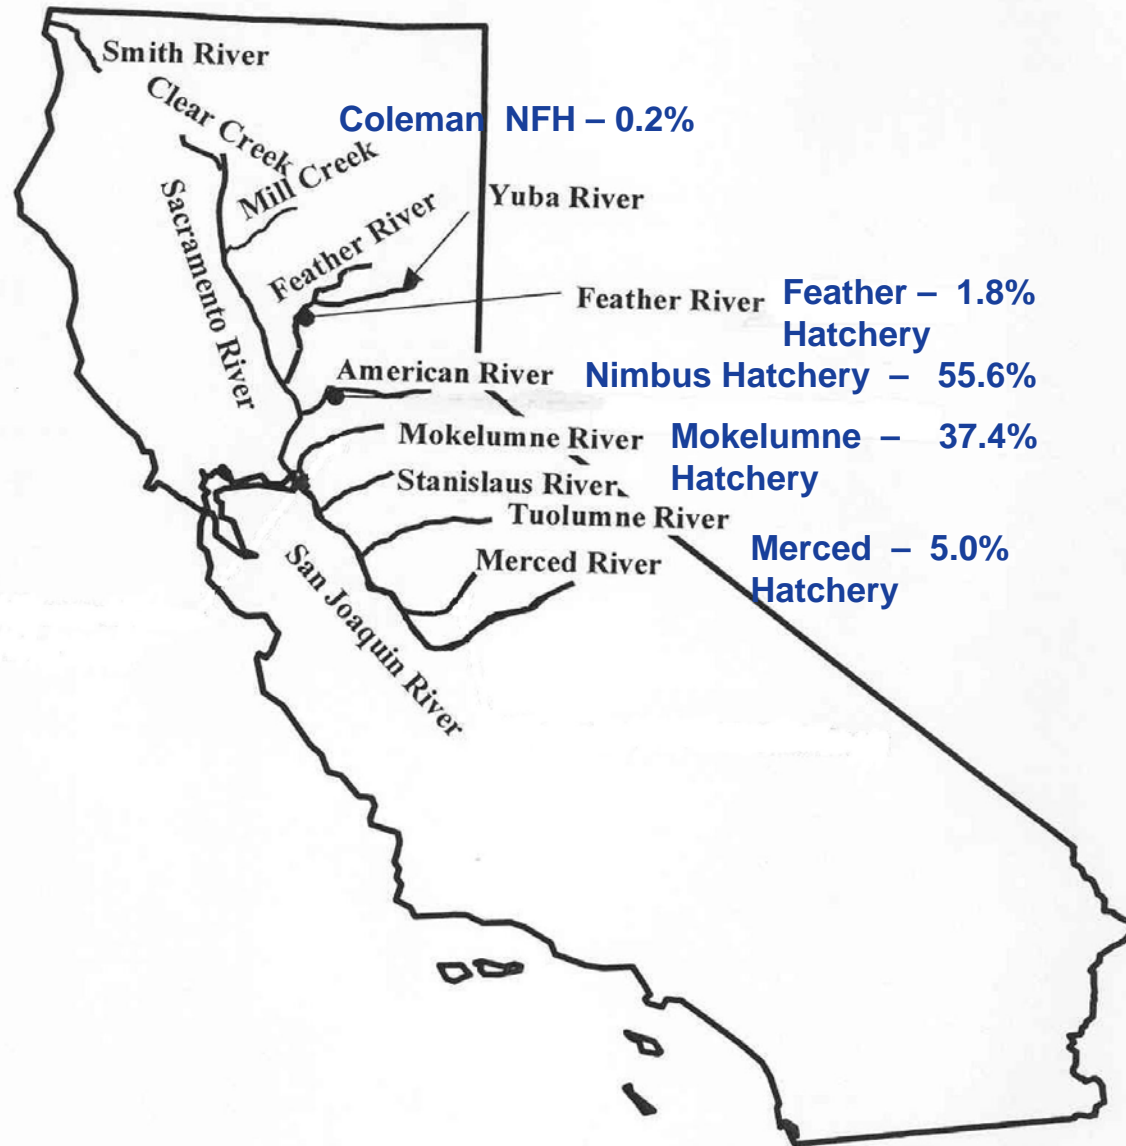 Smith River
Clear Creek
Coleman NFH – 0.2%
Mill Creek
Sacramento River
Yuba River
Feather River
Feather River
Feather – 1.8%
Hatchery
American River
Nimbus Hatchery – 55.6%
Mokelumne River
Mokelumne – 37.4%
Hatchery
Stanislaus River
Tuolumne River
Merced River
Merced – 5.0%
Hatchery
San Joaquin River